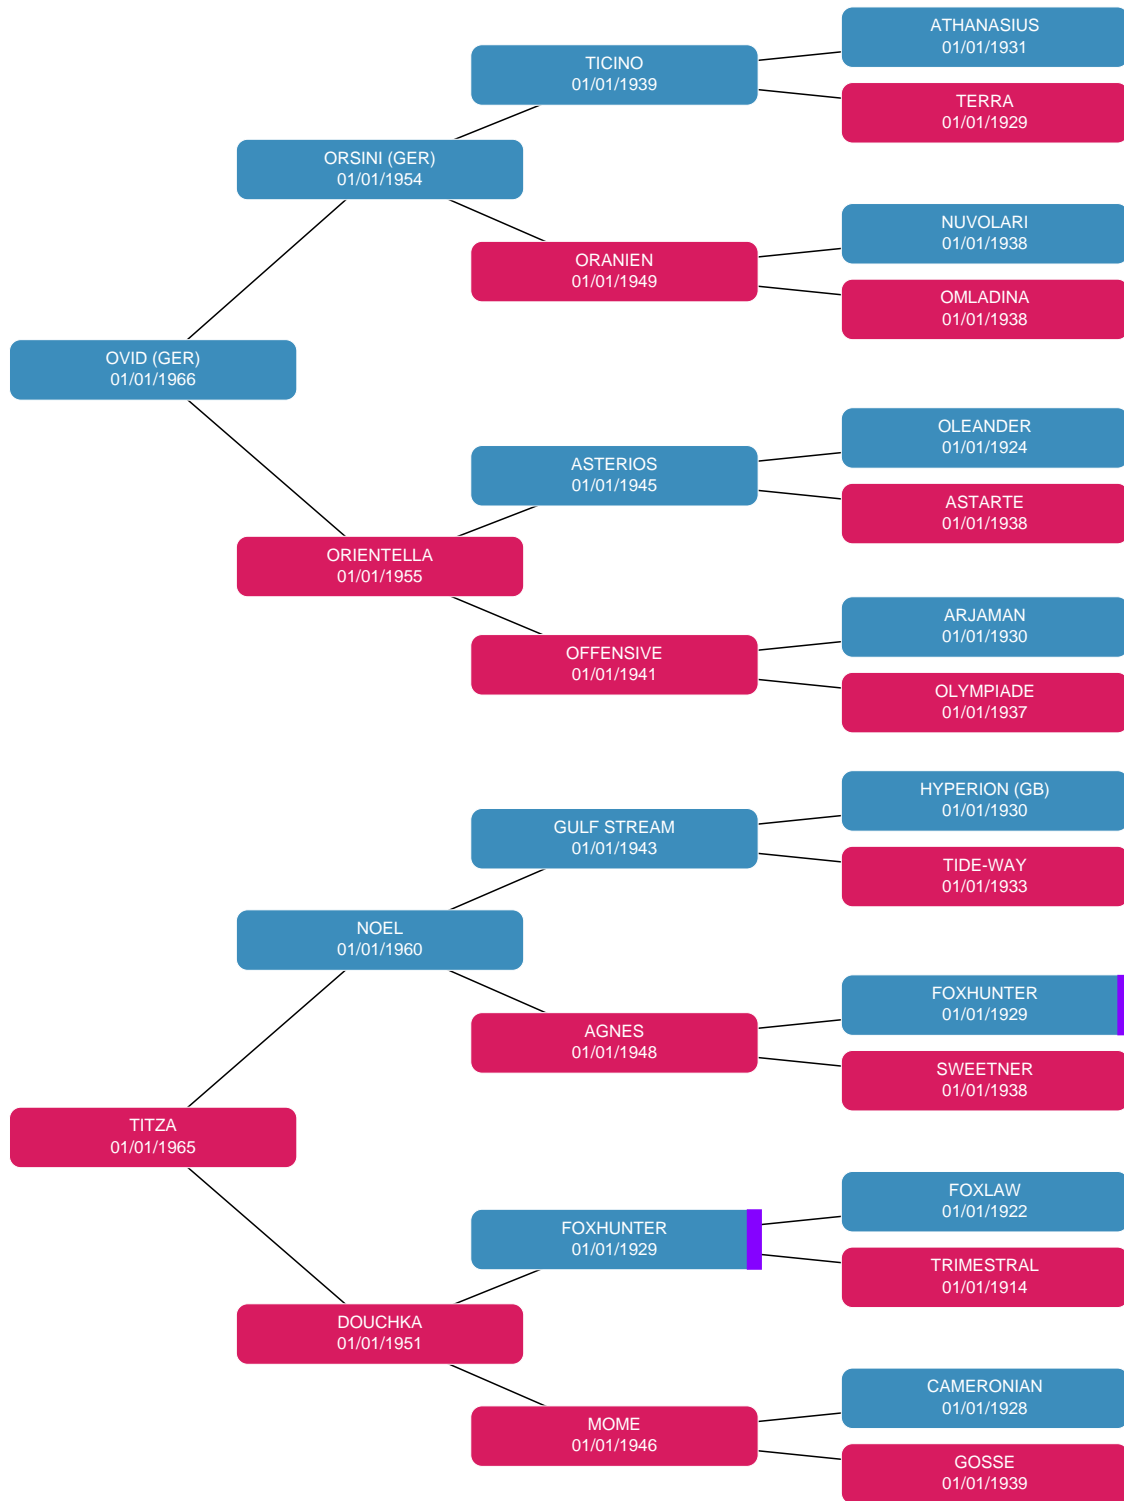 ATHANASIUS
01/01/1931
TICINO
01/01/1939
TERRA
01/01/1929
ORSINI (GER)
01/01/1954
NUVOLARI
01/01/1938
ORANIEN
01/01/1949
OMLADINA
01/01/1938
OVID (GER)
01/01/1966
OLEANDER
01/01/1924
ASTERIOS
01/01/1945
ASTARTE
01/01/1938
ORIENTELLA
01/01/1955
ARJAMAN
01/01/1930
OFFENSIVE
01/01/1941
OLYMPIADE
01/01/1937
HYPERION (GB)
01/01/1930
GULF STREAM
01/01/1943
TIDE-WAY
01/01/1933
NOEL
01/01/1960
FOXHUNTER
01/01/1929
AGNES
01/01/1948
SWEETNER
01/01/1938
TITZA
01/01/1965
FOXLAW
01/01/1922
FOXHUNTER
01/01/1929
TRIMESTRAL
01/01/1914
DOUCHKA
01/01/1951
CAMERONIAN
01/01/1928
MOME
01/01/1946
GOSSE
01/01/1939